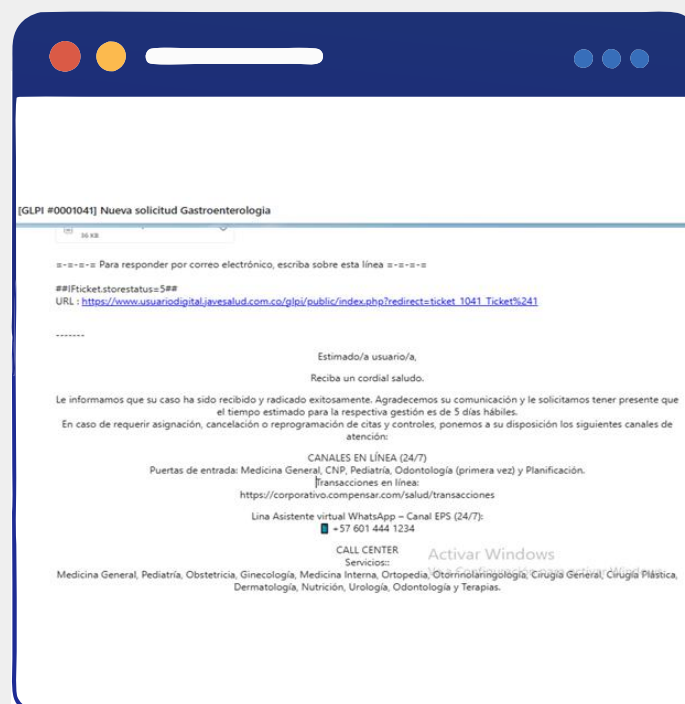 [GLPI #0001041] Nueva solicitud Gastroenterologia
36 KB
=-=-=-= Para responder por correo electrónico, escriba sobre esta línea =-=-=-=
##IFticket.storestatus=5##
URL : https://www.usuariodigital.javesalud.com.co/glpi/public/index.php?redirect=ticket_1041_Ticket%241
-------
Estimado/a usuario/a,
Reciba un cordial saludo.
Le informamos que su caso ha sido recibido y radicado exitosamente. Agradecemos su comunicación y le solicitamos tener presente que
el tiempo estimado para la respectiva gestión es de 5 días hábiles.
En caso de requerir asignación, cancelación o reprogramación de citas y controles, ponemos a su disposición los siguientes canales de
atención:
CANALES EN LÍNEA (24/7)
Puertas de entrada: Medicina General, CNP, Pediatría, Odontología (primera vez) y Planificación.
Transacciones en línea:
https://corporativo.compensar.com/salud/transacciones
Lina Asistente virtual WhatsApp – Canal EPS (24/7):
+57 601 444 1234
CALL CENTER
Activar Windows
Servicios::
Ve a Configuración para activar Windows.
Medicina General, Pediatría, Obstetricia, Ginecología, Medicina Interna, Ortopedia, Otorrinolaringología, Cirugía General, Cirugía Plástica,
Dermatología, Nutrición, Urología, Odontología y Terapias.